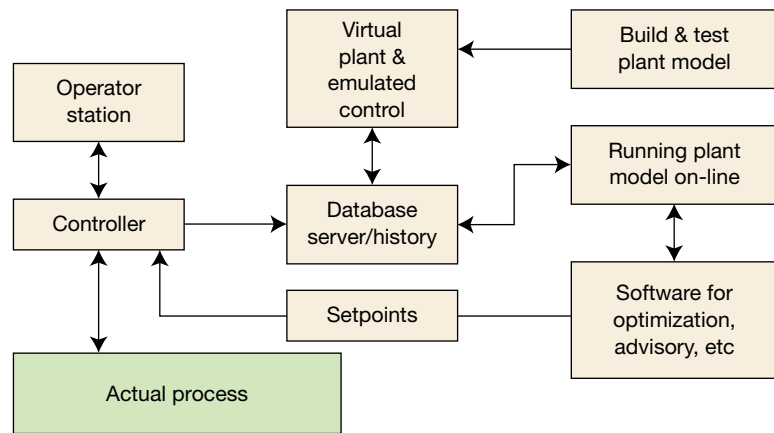 Virtual
plant &
emulated
control
Build & test
plant model
Operator
station
Running plant
model on-line
Controller
Database
server/history
Setpoints
Software for
optimization,
advisory, etc
Actual process